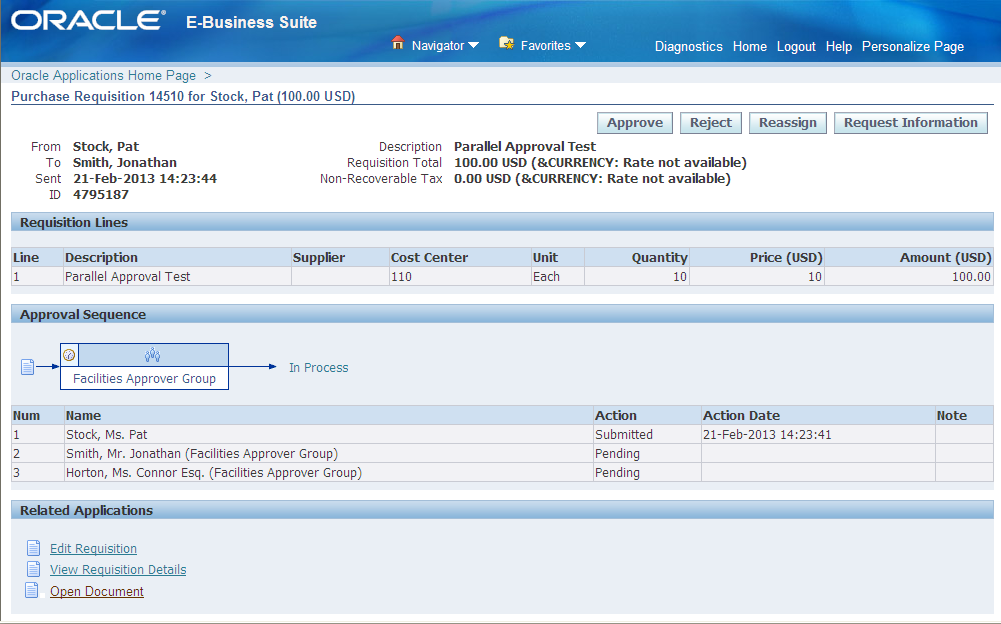 ORACLE® E-Business Suite
Navigator Favorites Diagnostics Home Logout Help Personalize Page
Oracle Applications Home Page >
Purchase Requisition 14510 for Stock, Pat (100.00 USD)
Approve Reject Reassign Request Information
From Stock, Pat Description Parallel Approval Test
To Smith, Jonathan Requisition Total 100.00 USD (&CURRENCY: Rate not available)
Sent 21-Feb-2013 14:23:44 Non-Recoverable Tax 0.00 USD (&CURRENCY: Rate not available)
ID 4795187
Requisition Lines
Line Description Supplier Cost Center Unit Quantity Price (USD) Amount (USD)
1 Parallel Approval Test 110 Each 10 10 100.00
Approval Sequence
In Process
Facilities Approver Group
Num Name Action Action Date Note
1 Stock, Ms. Pat Submitted 21-Feb-2013 14:23:41
2 Smith, Mr. Jonathan (Facilities Approver Group) Pending
3 Horton, Ms. Connor Esq. (Facilities Approver Group) Pending
Related Applications
Edit Requisition
View Requisition Details
Open Document